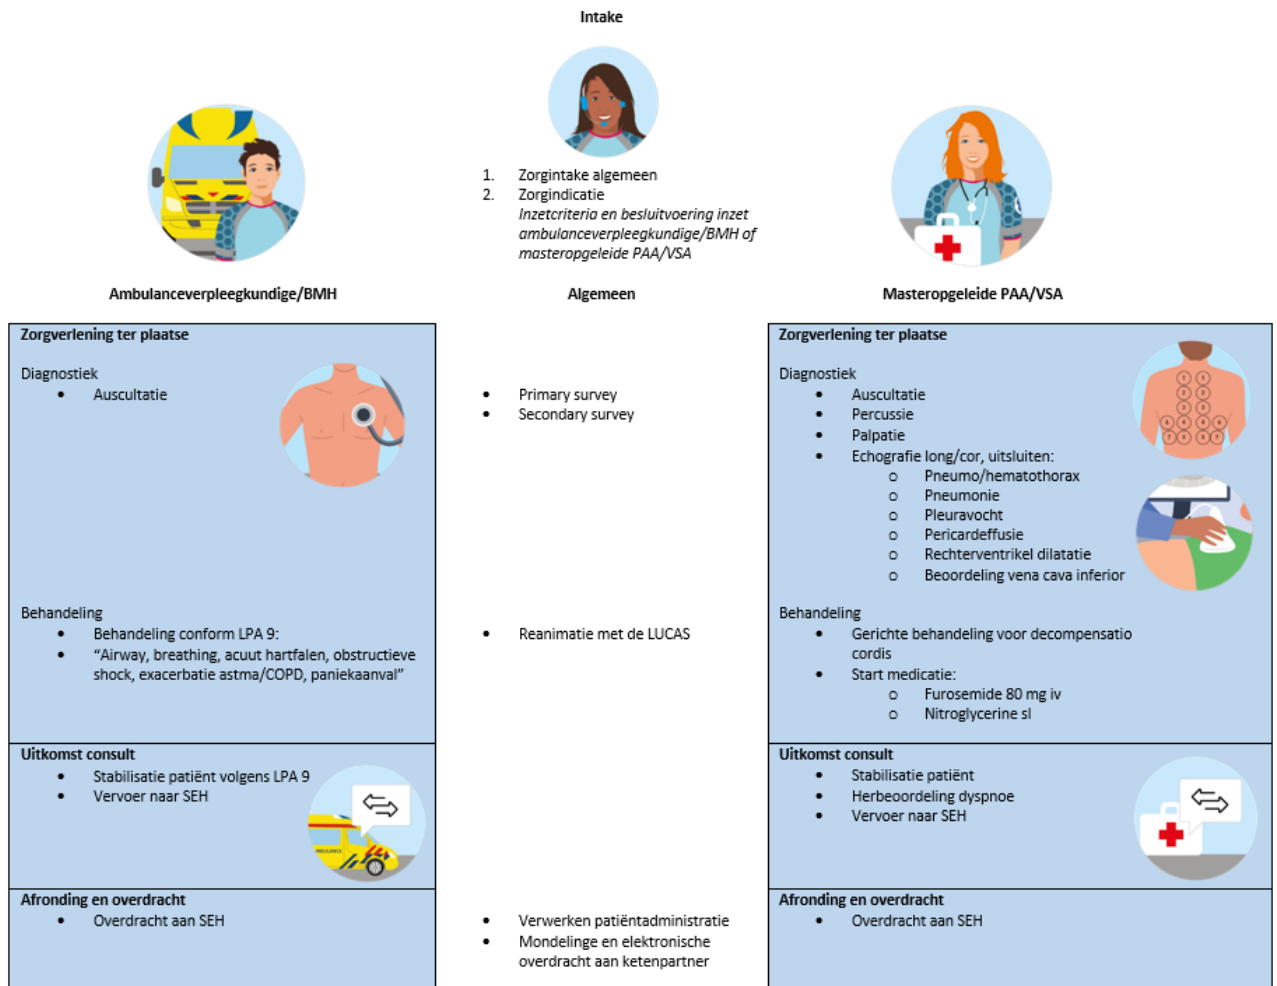 Intake
1. Zorgintake algemeen
2. Zorgindicatie
Inzetcriteria en besluitvoering inzet
ambulanceverpleegkundige/BMH of
masteropgeleide PAA/VSA
Ambulanceverpleegkundige/BMH
Algemeen
Masteropgeleide PAA/VSA
Zorgverlening ter plaatse
Diagnostiek
• Auscultatie
Behandeling
• Behandeling conform LPA 9:
• “Airway, breathing, acuut hartfalen, obstructieve
shock, exacerbatie astma/COPD, paniekaanval”
Uitkomst consult
• Stabilisatie patiënt volgens LPA 9
• Vervoer naar SEH
Afronding en overdracht
• Overdracht aan SEH
• Primary survey
• Secondary survey
• Reanimatie met de LUCAS
• Verwerken patiëntadministratie
• Mondelinge en elektronische
overdracht aan ketenpartner
Zorgverlening ter plaatse
Diagnostiek
• Auscultatie
• Percussie
• Palpatie
• Echografie long/cor, uitsluiten:
o Pneumo/hematothorax
o Pneumonie
o Pleuravocht
o Pericardeffusie
o Rechterventrikel dilatatie
o Beoordeling vena cava inferior
Behandeling
• Gerichte behandeling voor decompensatio
cordis
• Start medicatie:
o Furosemide 80 mg iv
o Nitroglycerine sl
Uitkomst consult
• Stabilisatie patiënt
• Herbeoordeling dyspnoe
• Vervoer naar SEH
Afronding en overdracht
• Overdracht aan SEH